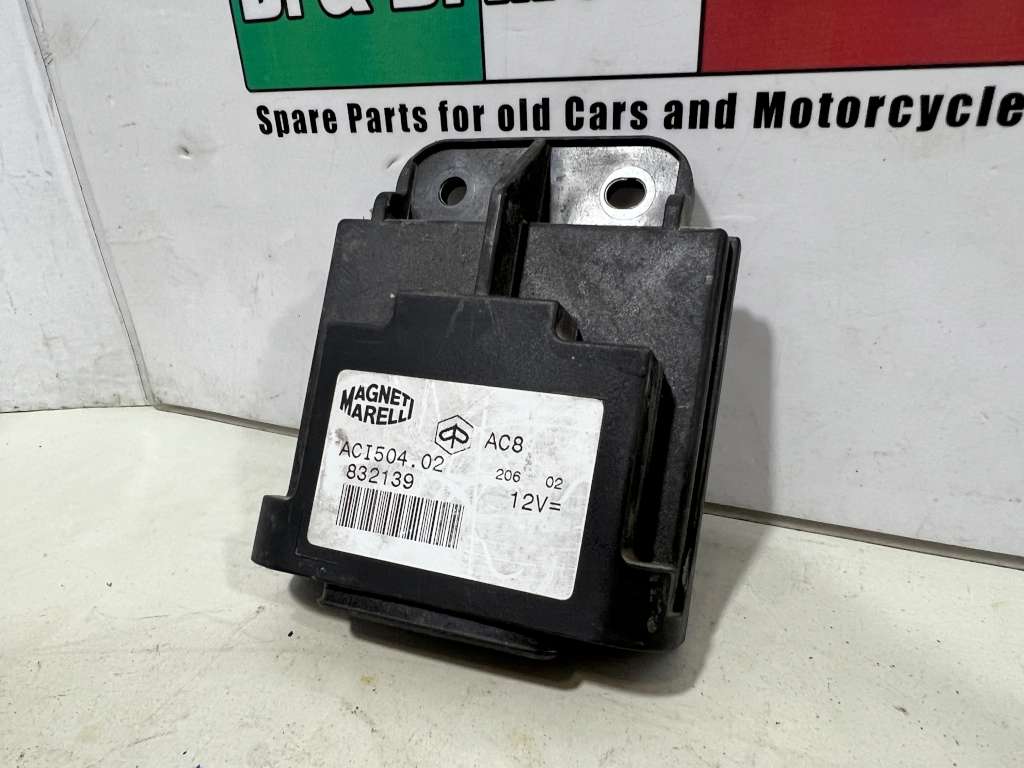 Spare Parts for old Cars and Motorcycle
MAGNETI
MARELLI
AC8
ACI504.02
832139
206 02
12V=